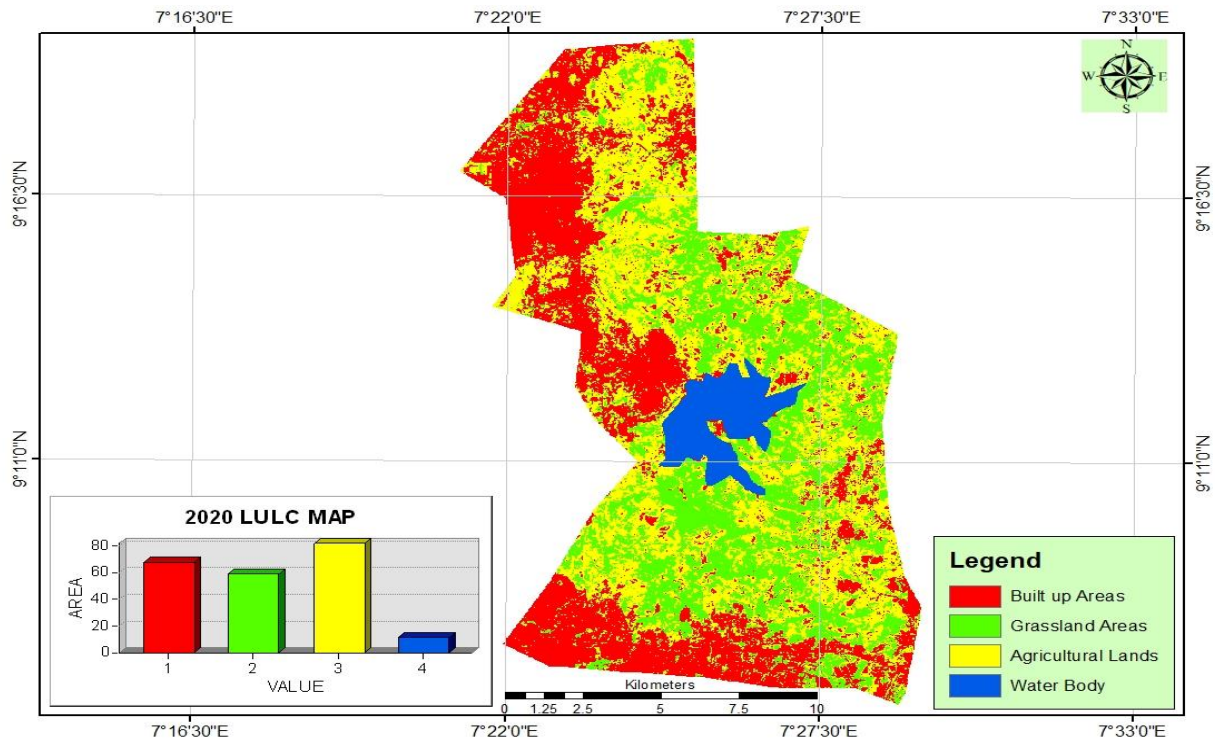 7°16'30"E 7°22'0"E 7°27'30"E 7°33'0"E
N
W E
S
9°16'30"N 9°16'30"N
9°11'0"N 9°11'0"N
2020 LULC MAP
AREA
80
60
40
20
0
1 2 3 4
VALUE
Legend
Built up Areas
Grassland Areas
Agricultural Lands
Water Body
Kilometers
0 1.25 2.5 5 7.5 10
7°16'30"E 7°22'0"E 7°27'30"E 7°33'0"E